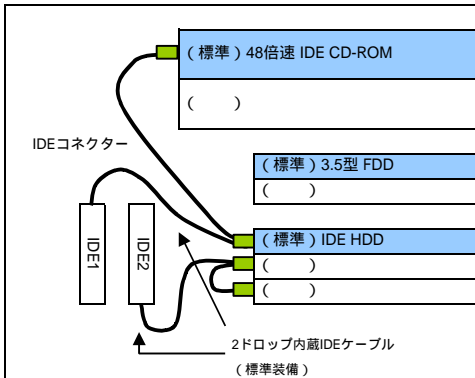 (標準)48倍速 IDE CD-ROM
(　　)
IDEコネクター
(標準)3.5型 FDD
(　　)
IDE1
IDE2
(標準)IDE HDD
(　　)
(　　)
2ドロップ内蔵IDEケーブル
(標準装備)